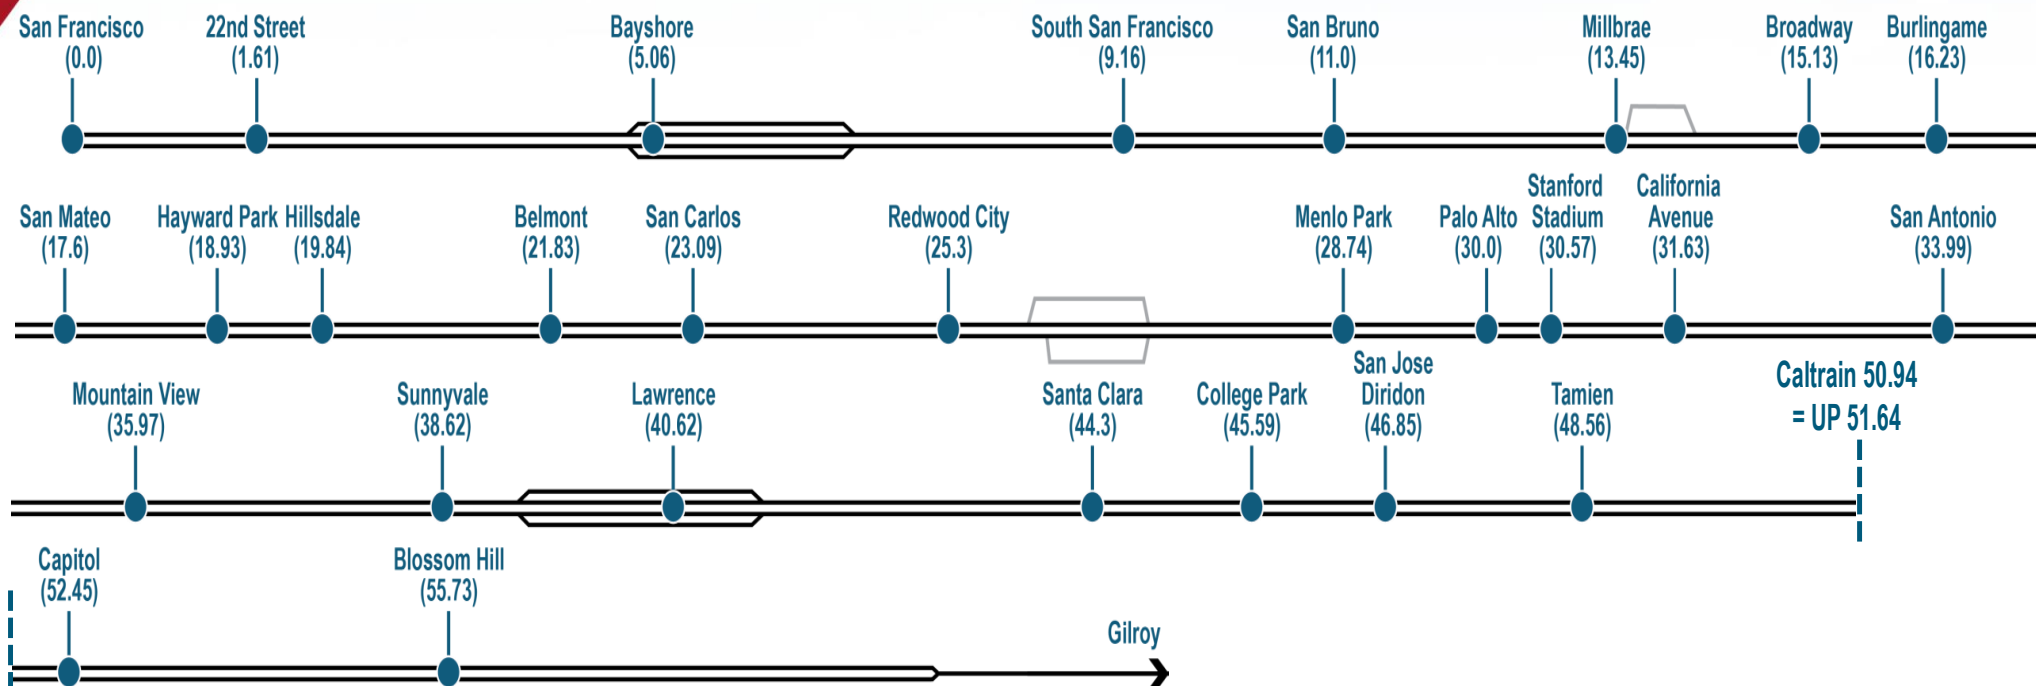 San Francisco
(0.0)
22nd Street
(1.61)
Bayshore
(5.06)
South San Francisco
(9.16)
San Bruno
(11.0)
Millbrae
(13.45)
Broadway
(15.13)
Burlingame
(16.23)
San Mateo
(17.6)
Hayward Park
(18.93)
Hillsdale
(19.84)
Belmont
(21.83)
San Carlos
(23.09)
Redwood City
(25.3)
Menlo Park
(28.74)
Palo Alto
(30.0)
Stanford
Stadium
(30.57)
California
Avenue
(31.63)
San Antonio
(33.99)
Mountain View
(35.97)
Sunnyvale
(38.62)
Lawrence
(40.62)
Santa Clara
(44.3)
College Park
(45.59)
San Jose
Diridon
(46.85)
Tamien
(48.56)
Caltrain 50.94
= UP 51.64
Capitol
(52.45)
Blossom Hill
(55.73)
Gilroy